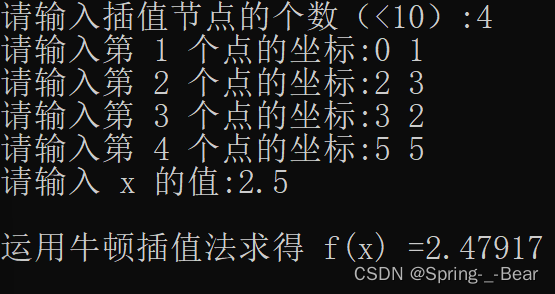 请输入插值节点的个数（<10）:4
请输入第 1 个点的坐标:0 1
请输入第 2 个点的坐标:2 3
请输入第 3 个点的坐标:3 2
请输入第 4 个点的坐标:5 5
请输入 x 的值:2.5
运用牛顿插值法求得 f(x) =2.47917
CSDN @Spring-_-Bear